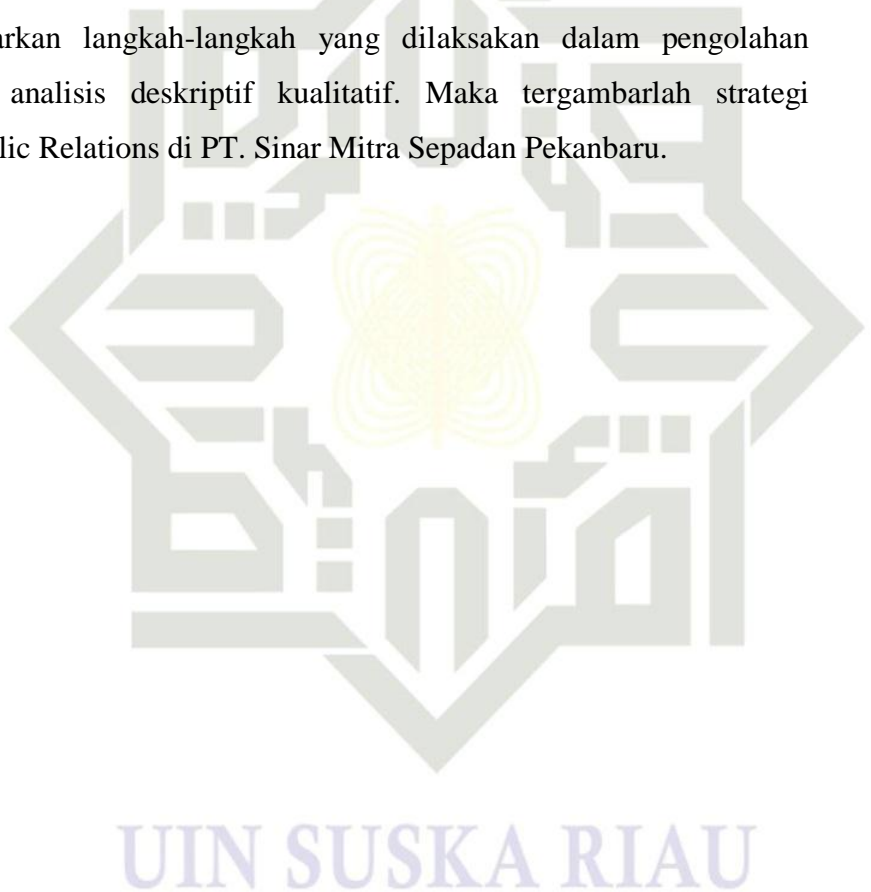 arkan langkah-langkah yang dilaksakan dalam pengolahan
analisis deskriptif kualitatif. Maka tergambarlah strategi
lic Relations di PT. Sinar Mitra Sepadan Pekanbaru.
UIN SUSKA RIAU